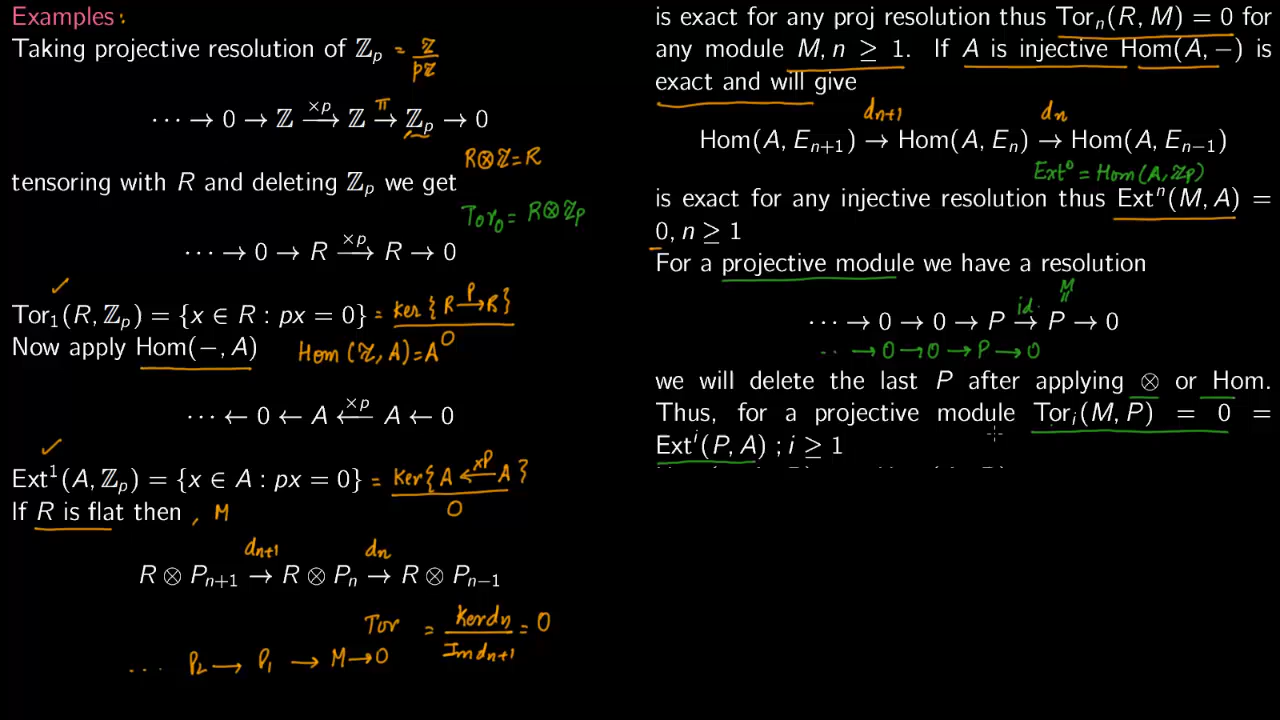 Examples :
Taking projective resolution of ℤₚ = ℤ/pℤ
⋯ → 0 → ℤ —×p→ ℤ —π→ ℤₚ → 0
R⊗ℤ=R
tensoring with R and deleting ℤₚ we get
Tor₀ = R⊗ℤp
⋯ → 0 → R —×p→ R → 0
✓
Tor₁(R, ℤₚ) = {x ∈ R : px = 0} = ker{R —p→ R} / 0
Now apply Hom(−, A) Hom(ℤ, A)=A
⋯ ← 0 ← A ←×p— A ← 0
✓
Ext¹(A, ℤₚ) = {x ∈ A : px = 0} = ker{A ←xp— A} / 0
If R is flat then , M
dn+1 dn
R ⊗ Pₙ₊₁ → R ⊗ Pₙ → R ⊗ Pₙ₋₁
Tor = Ker dn / Im dn+1 = 0
... P₂ → P₁ → M → 0
is exact for any proj resolution thus Torₙ(R, M) = 0 for
any module M, n ≥ 1. If A is injective Hom(A, −) is
exact and will give
dn+1 dn
Hom(A, Eₙ₊₁) → Hom(A, Eₙ) → Hom(A, Eₙ₋₁)
Ext⁰ = Hom(A, ℤp)
is exact for any injective resolution thus Extⁿ(M, A) =
0, n ≥ 1
For a projective module we have a resolution
M
=
⋯ → 0 → 0 → P —id→ P → 0
.. → 0 → 0 → P → 0
we will delete the last P after applying ⊗ or Hom.
Thus, for a projective module Torᵢ(M, P) = 0 =
Extⁱ(P, A) ; i ≥ 1